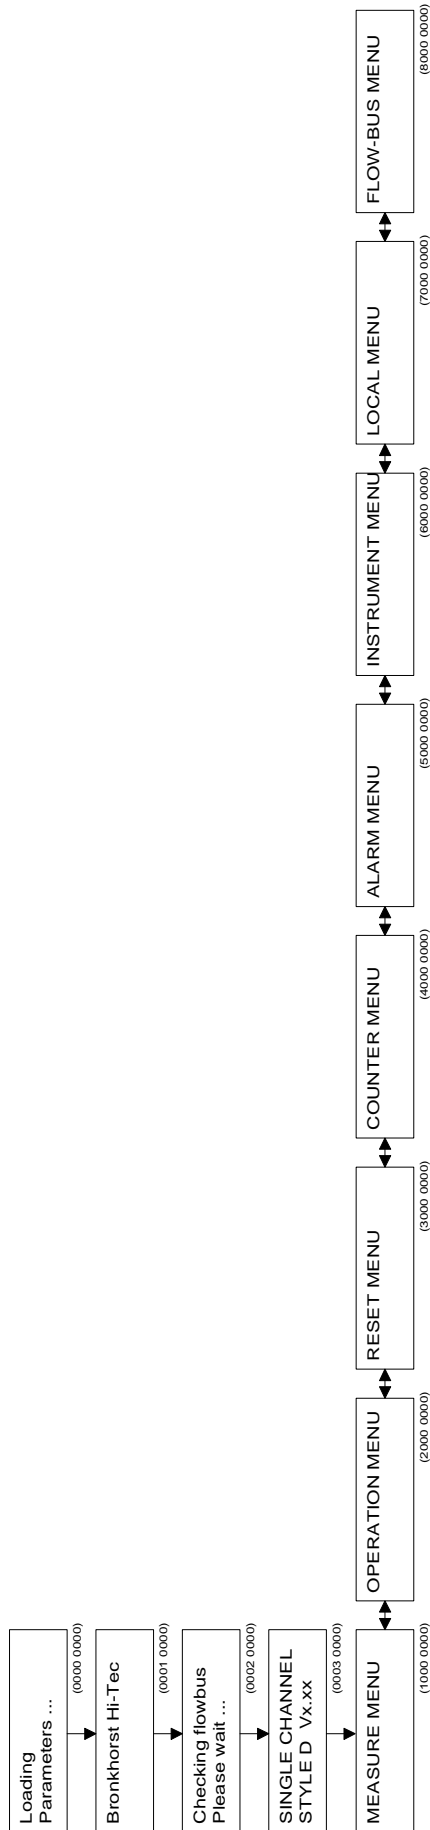 Loading
Parameters ...
(0000 0000)
Bronkhorst Hi-Tec
(0001 0000)
Checking flowbus
Please wait ...
(0002 0000)
SINGLE CHANNEL
STYLE D Vx.xx
(0003 0000)
MEASURE MENU
(1000 0000)
OPERATION MENU
(2000 0000)
RESET MENU
(3000 0000)
COUNTER MENU
(4000 0000)
ALARM MENU
(5000 0000)
INSTRUMENT MENU
(6000 0000)
LOCAL MENU
(7000 0000)
FLOW-BUS MENU
(8000 0000)